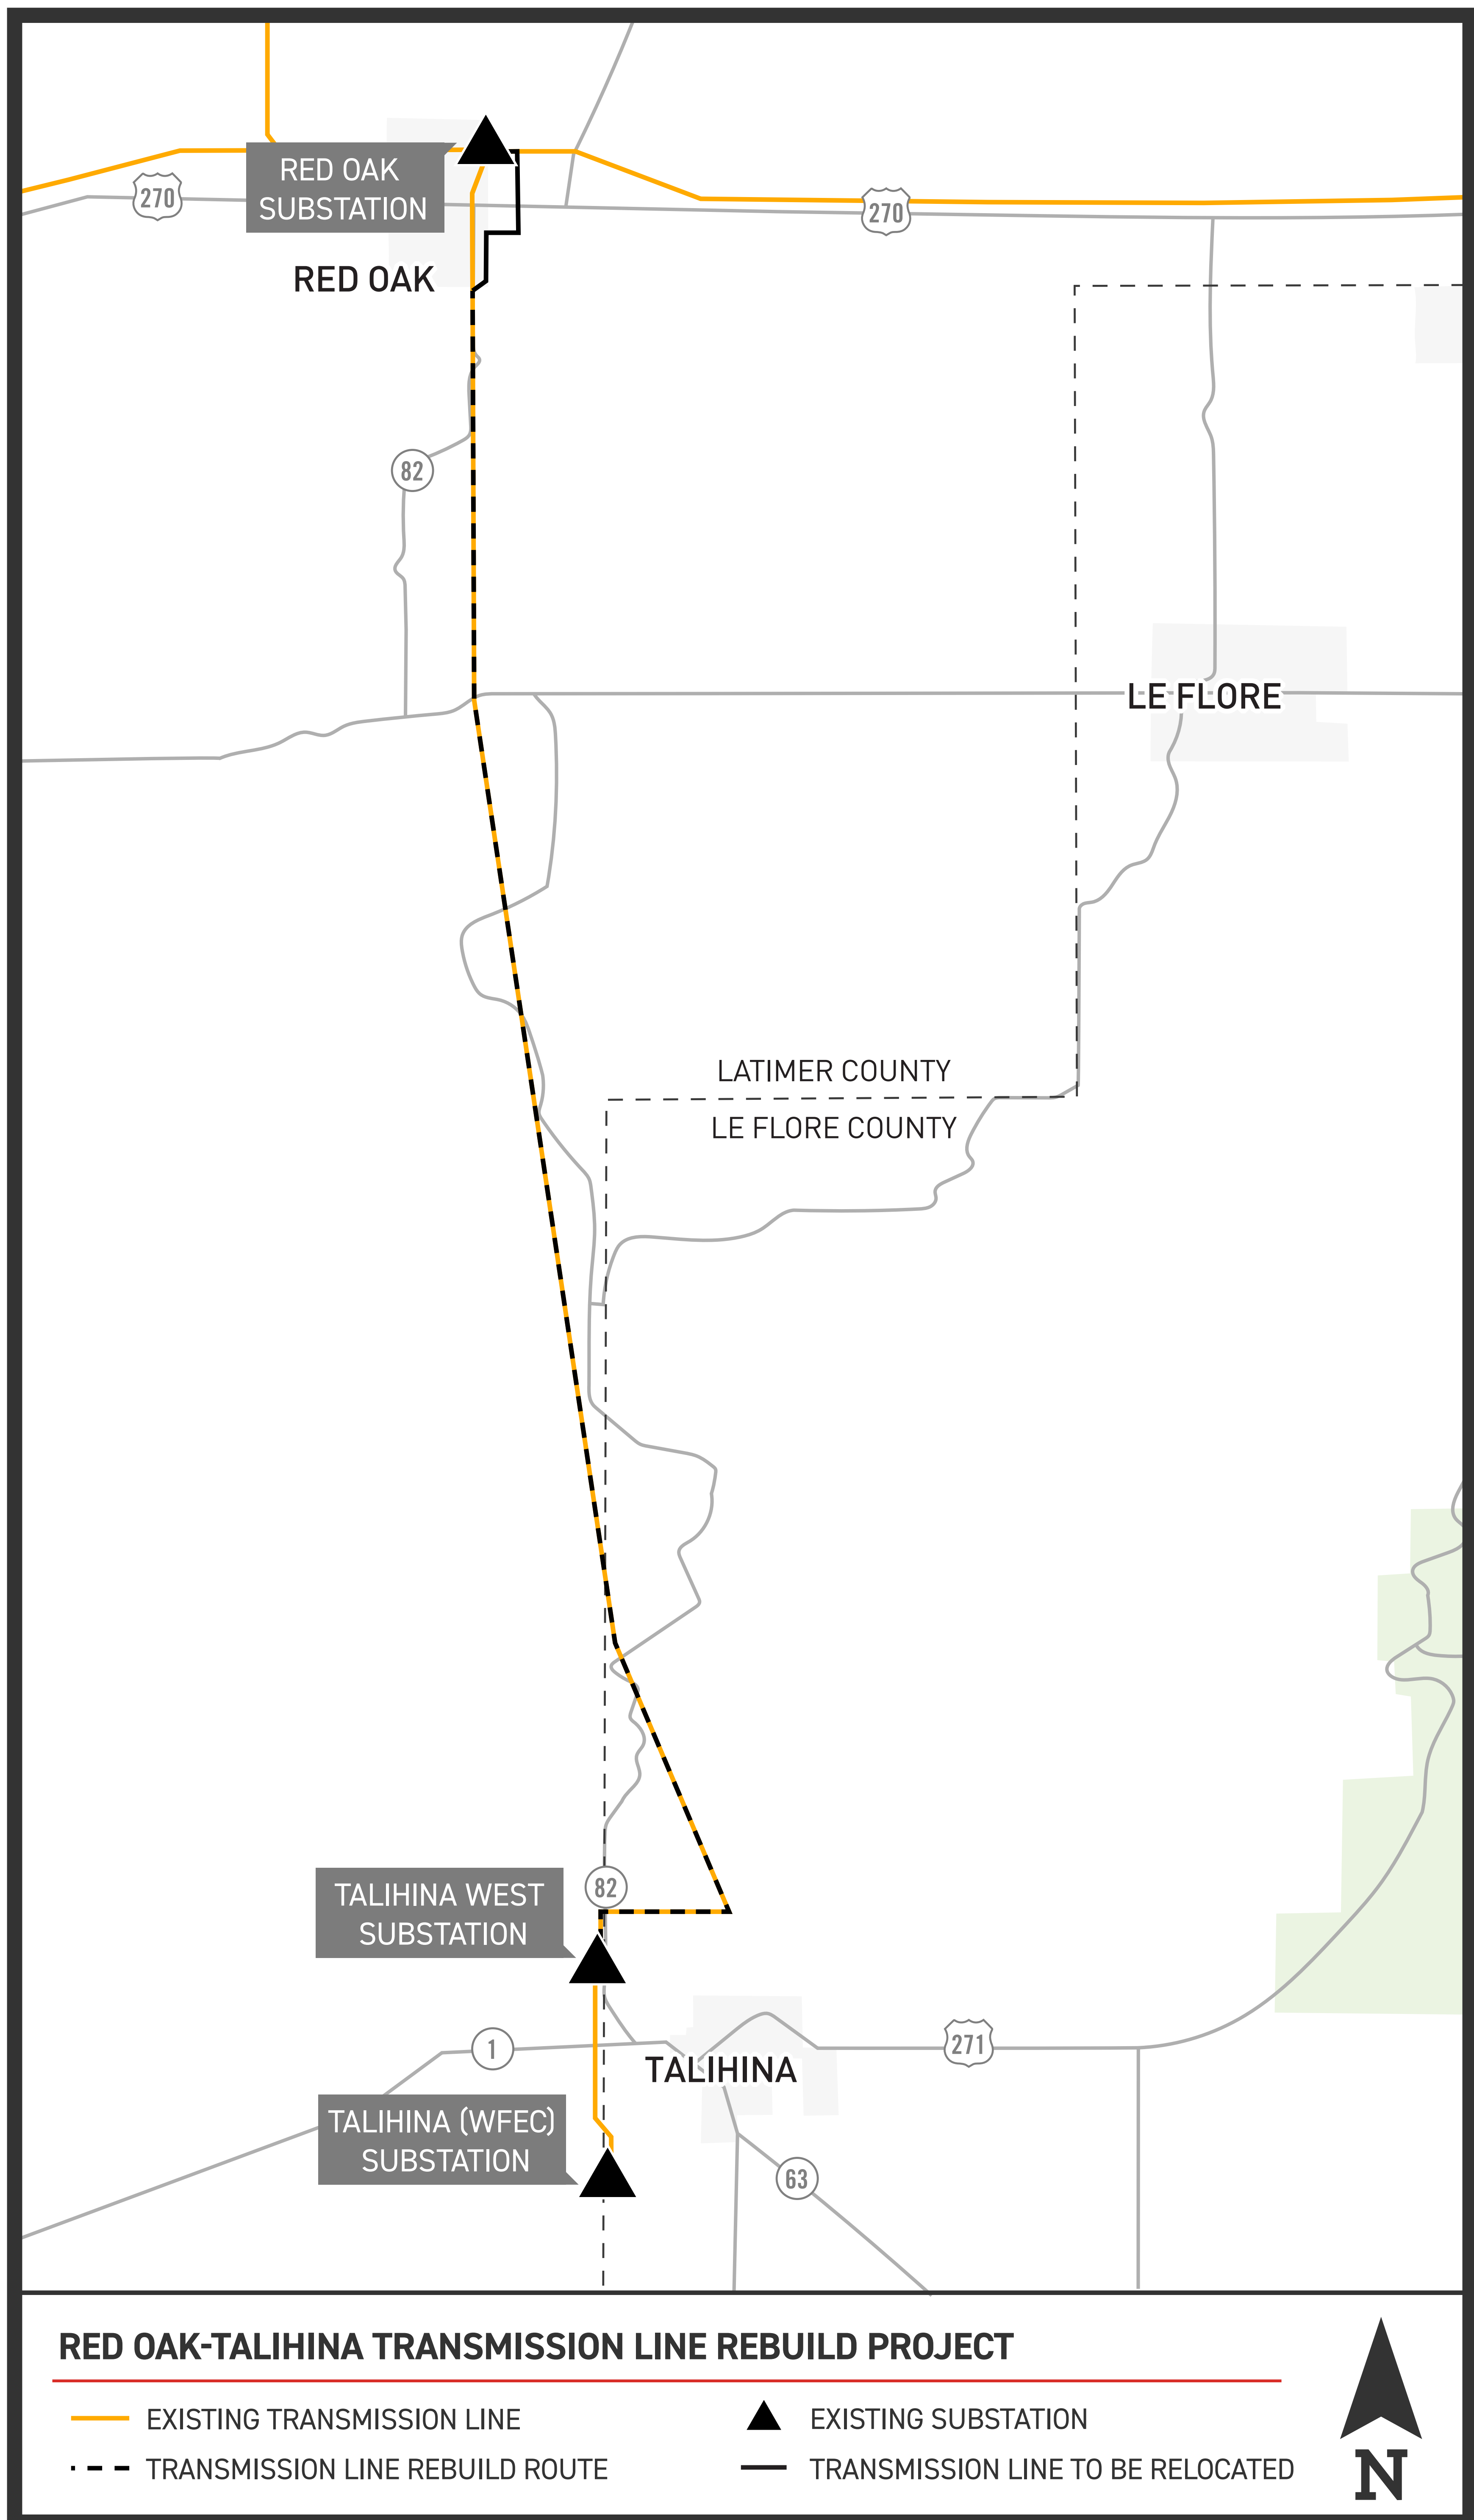 RED OAK
SUBSTATION
270
270
RED OAK
82
LE FLORE
LATIMER COUNTY
LE FLORE COUNTY
TALIHINA WEST
SUBSTATION
82
1
271
TALIHINA
TALIHINA (WFEC)
SUBSTATION
63
RED OAK-TALIHINA TRANSMISSION LINE REBUILD PROJECT
EXISTING TRANSMISSION LINE
EXISTING SUBSTATION
TRANSMISSION LINE REBUILD ROUTE
TRANSMISSION LINE TO BE RELOCATED
N